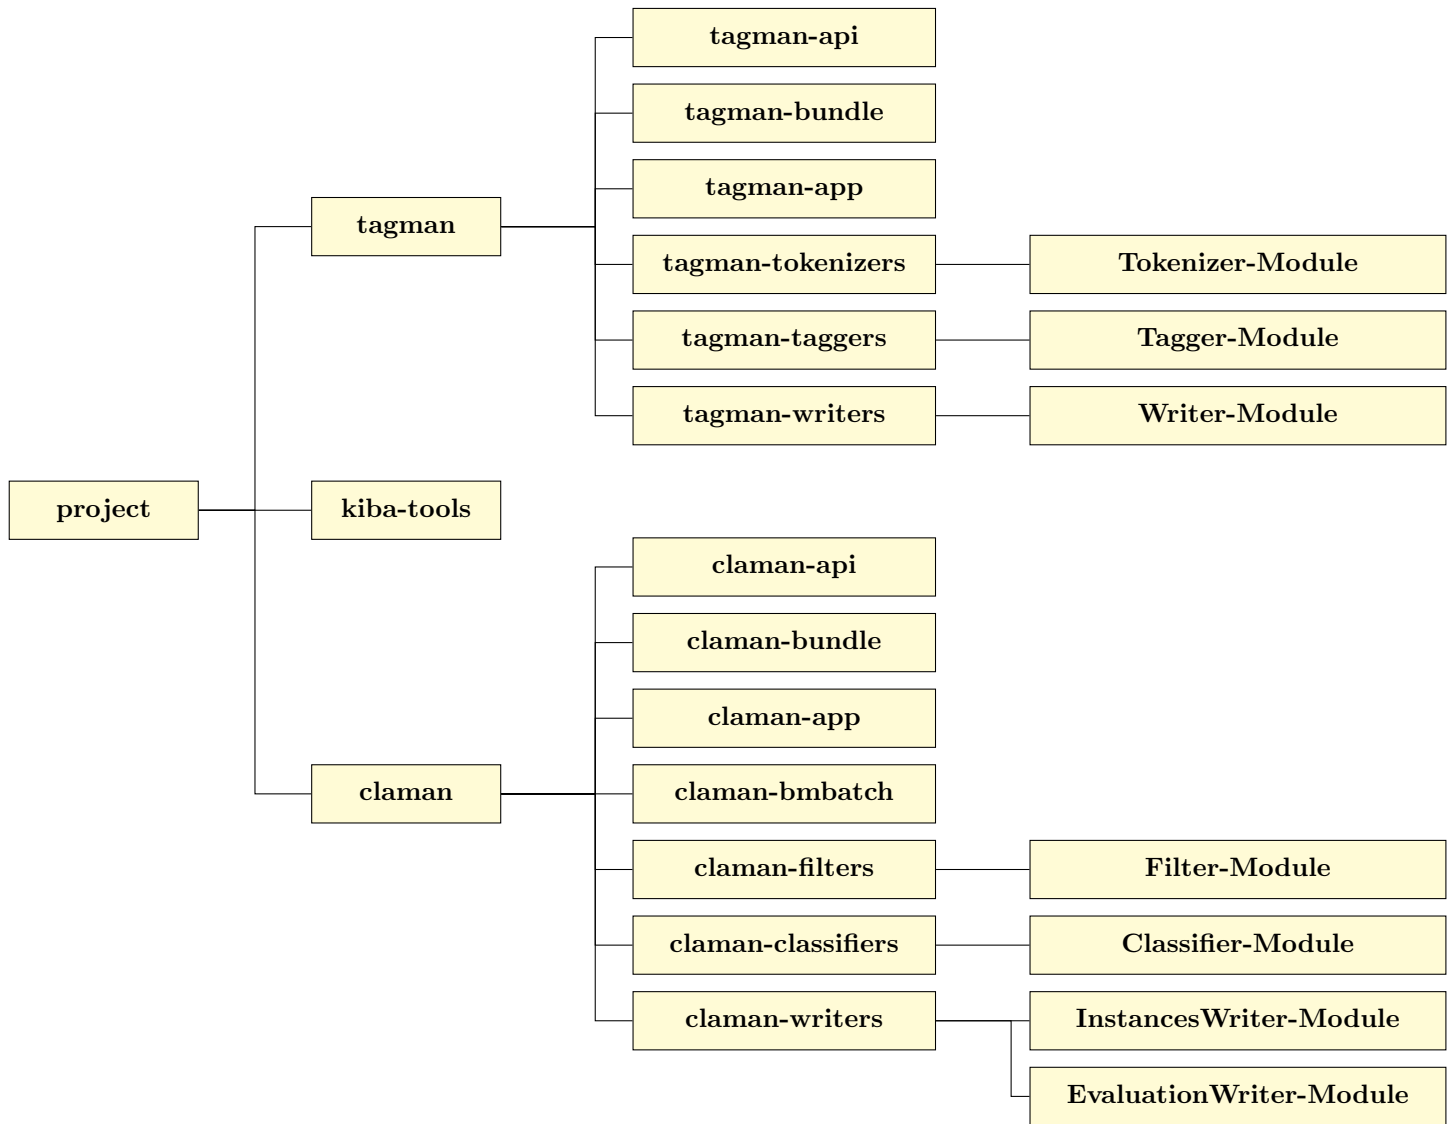 tagman-api
tagman-bundle
tagman-app
tagman
tagman-tokenizers
Tokenizer-Module
tagman-taggers
Tagger-Module
tagman-writers
Writer-Module
project
kiba-tools
claman-api
claman-bundle
claman-app
claman
claman-bmbatch
claman-filters
Filter-Module
claman-classifiers
Classifier-Module
claman-writers
InstancesWriter-Module
EvaluationWriter-Module